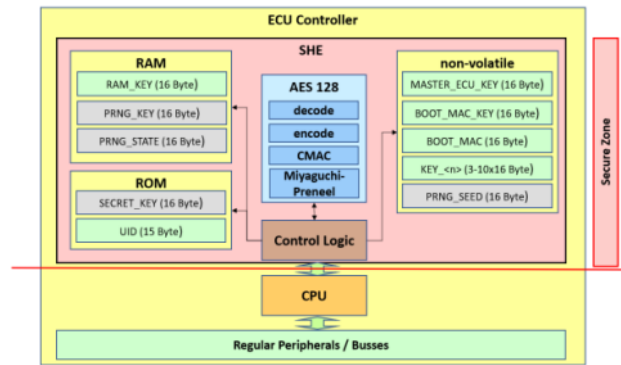 ECU Controller
SHE
RAM
RAM_KEY (16 Byte)
PRNG_KEY (16 Byte)
PRNG_STATE (16 Byte)
ROM
SECRET_KEY (16 Byte)
UID (15 Byte)
AES 128
decode
encode
CMAC
Miyaguchi-
Preneel
Control Logic
non-volatile
MASTER_ECU_KEY (16 Byte)
BOOT_MAC_KEY (16 Byte)
BOOT_MAC (16 Byte)
KEY_<n> (3-10x16 Byte)
PRNG_SEED (16 Byte)
Secure Zone
CPU
Regular Peripherals / Busses